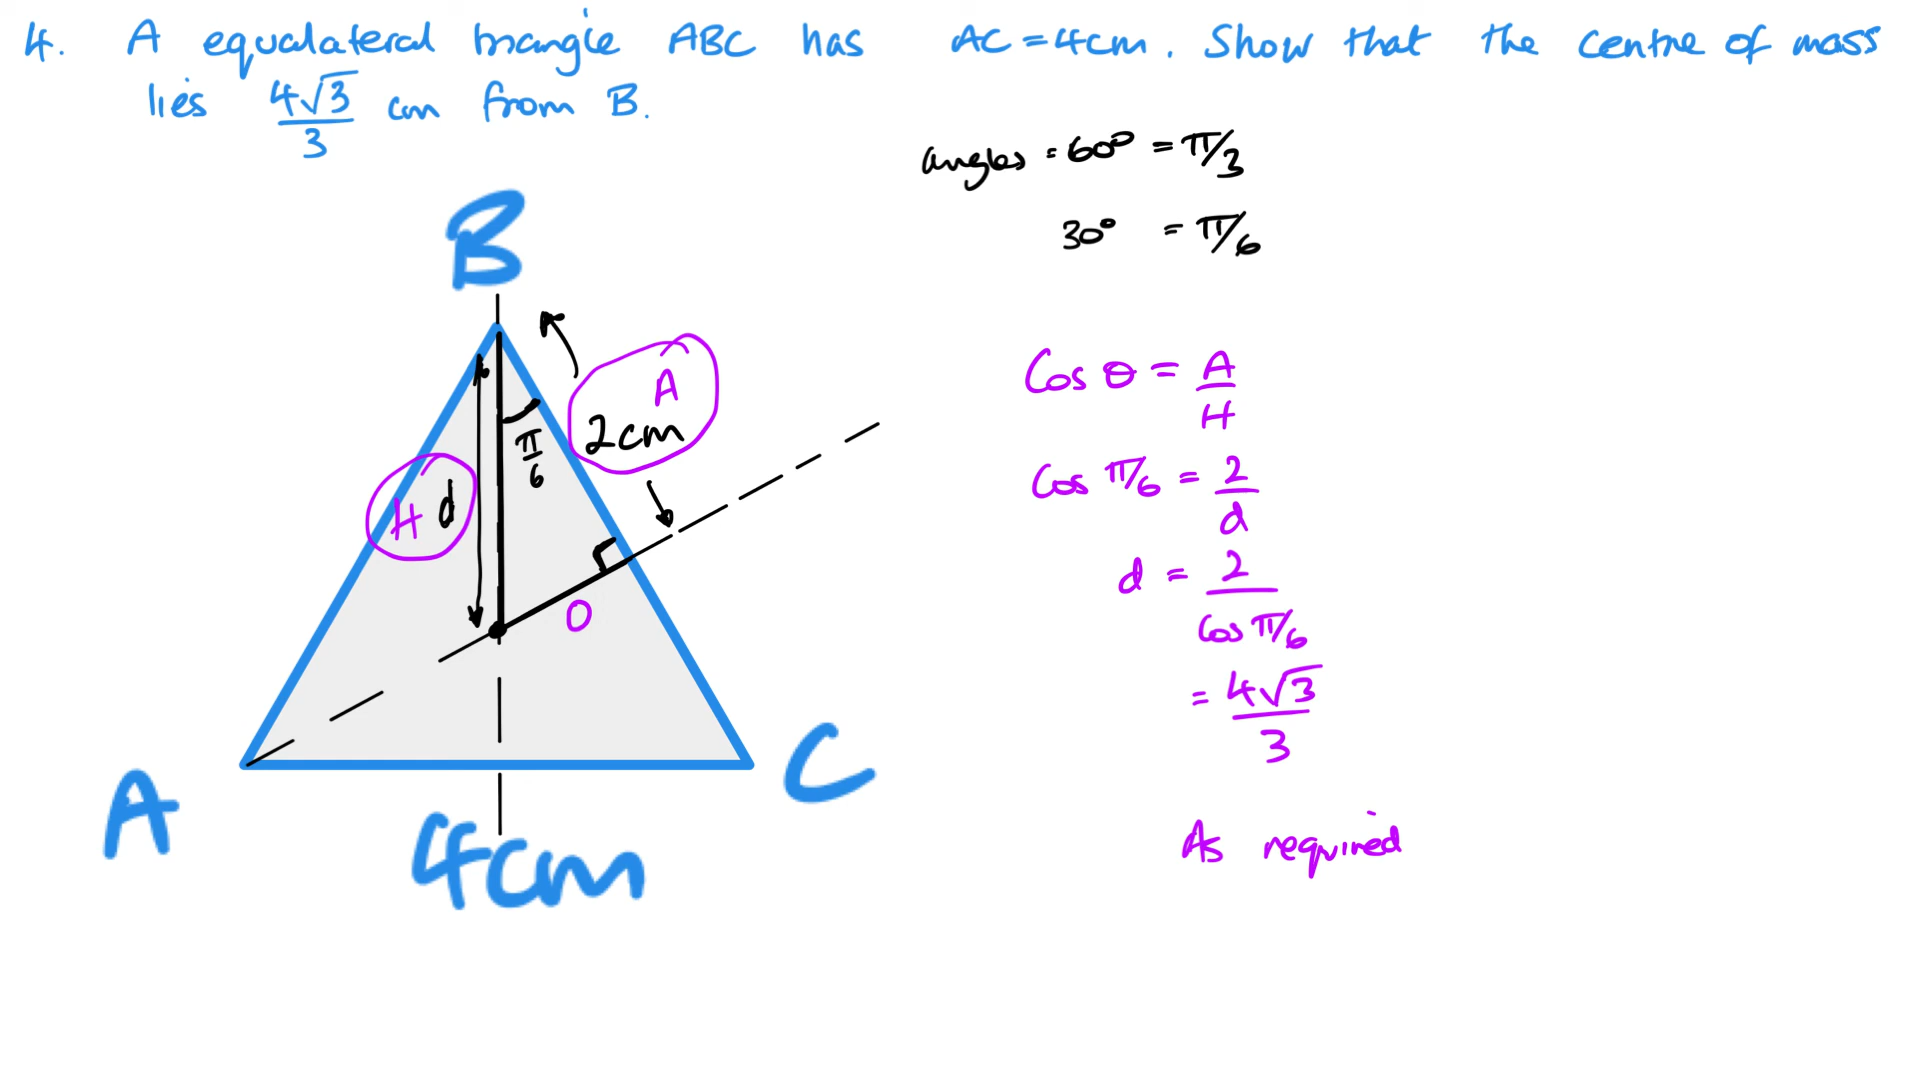 4. A equalateral triangle ABC has AC = 4cm. Show that the centre of mass
lies 4√3/3 cm from B.
angles = 60° = π/3
30° = π/6
B
A
2cm
π/6
H d
O
A
C
4cm
Cos θ = A/H
Cos π/6 = 2/d
d = 2/Cos π/6
= 4√3/3
As required